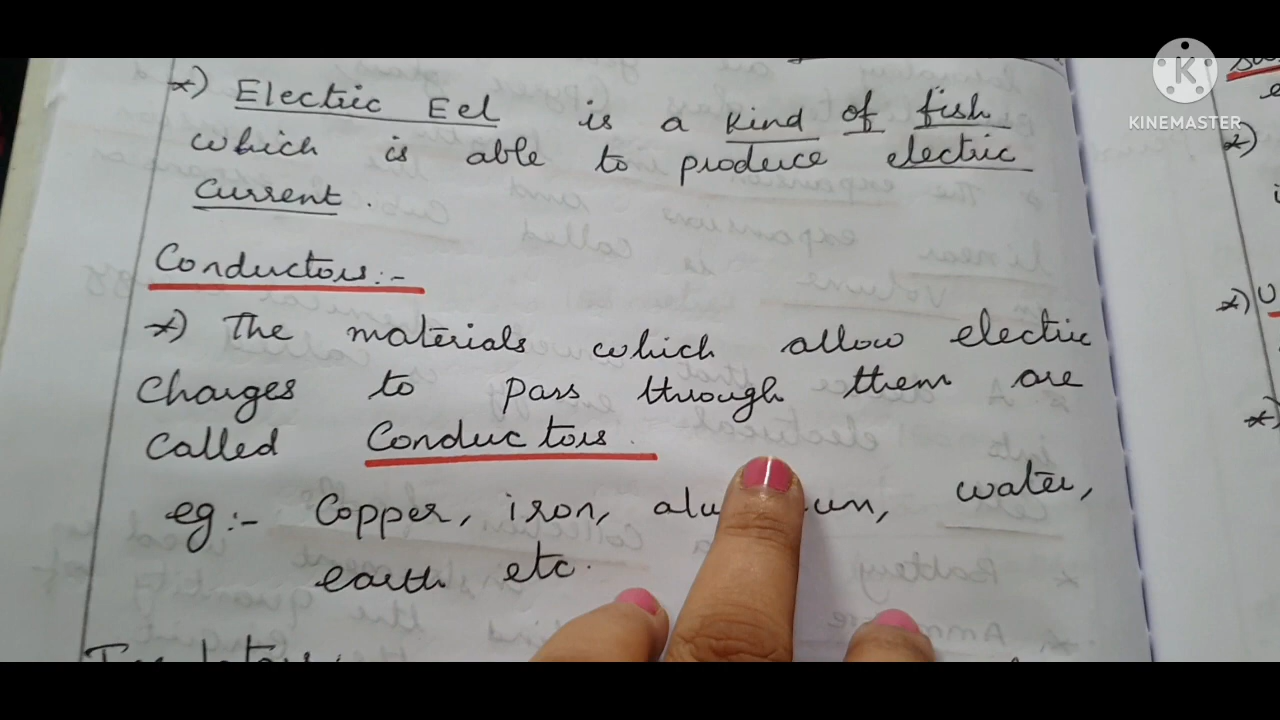 *) Electric Eel is a kind of fish
which is able to produce electric
current.
Conductors:-
*) The materials which allow electric
charges to pass through them are
called Conductors.
eg:- Copper, iron, water,
earth etc.
KINEMASTER